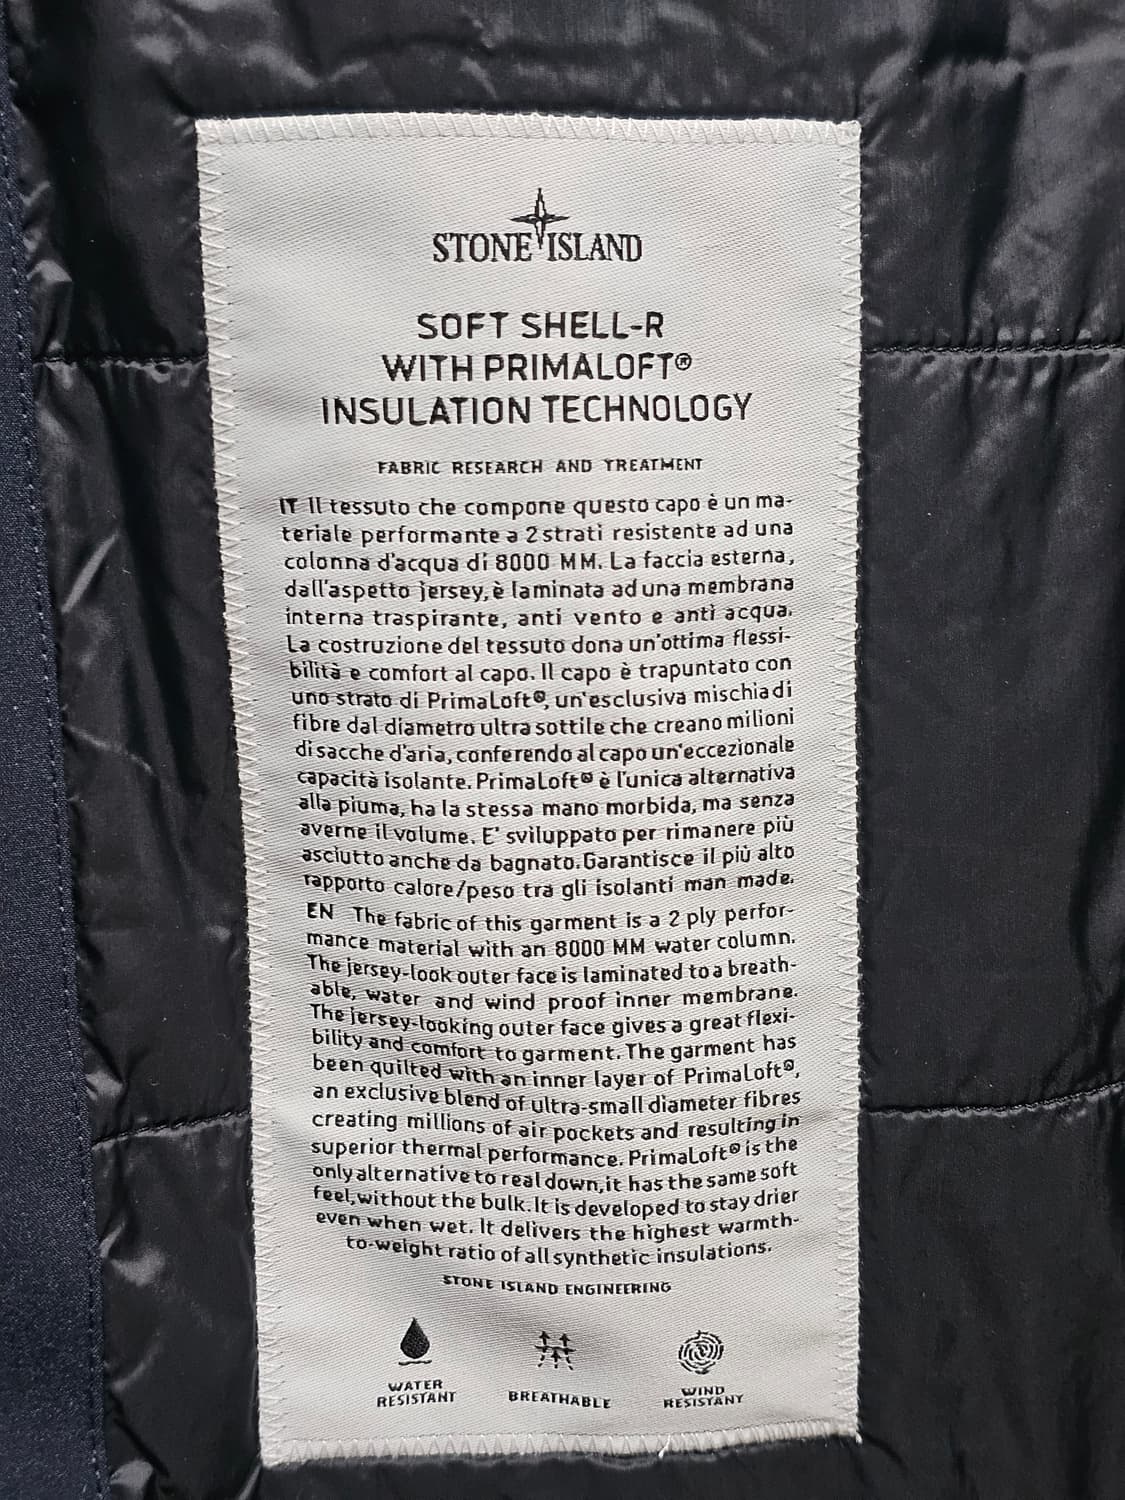 STONE ISLAND
SOFT SHELL-R
WITH PRIMALOFT®
INSULATION TECHNOLOGY
FABRIC RESEARCH AND TREATMENT
IT Il tessuto che compone questo capo è un ma-
teriale performante a 2 strati resistente ad una
colonna d'acqua di 8000 MM. La faccia esterna,
dall'aspetto jersey, è laminata ad una membrana
interna traspirante, anti vento e anti acqua.
La costruzione del tessuto dona un'ottima flessi-
bilità e comfort al capo. Il capo è trapuntato con
uno strato di PrimaLoft®, un'esclusiva mischia di
fibre dal diametro ultra sottile che creano milioni
di sacche d'aria, conferendo al capo un'eccezionale
capacità isolante. PrimaLoft® è l'unica alternativa
alla piuma, ha la stessa mano morbida, ma senza
averne il volume. E' sviluppato per rimanere più
asciutto anche da bagnato. Garantisce il più alto
rapporto calore/peso tra gli isolanti man made.
EN The fabric of this garment is a 2 ply perfor-
mance material with an 8000 MM water column.
The jersey-look outer face is laminated to a breath-
able, water and wind proof inner membrane.
The jersey-looking outer face gives a great flexi-
bility and comfort to garment. The garment has
been quilted with an inner layer of PrimaLoft®,
an exclusive blend of ultra-small diameter fibres
creating millions of air pockets and resulting in
superior thermal performance. PrimaLoft® is the
only alternative to real down, it has the same soft
feel, without the bulk. It is developed to stay drier
even when wet. It delivers the highest warmth-
to-weight ratio of all synthetic insulations.
STONE ISLAND ENGINEERING
WATER BREATHABLE WIND
RESISTANT RESISTANT